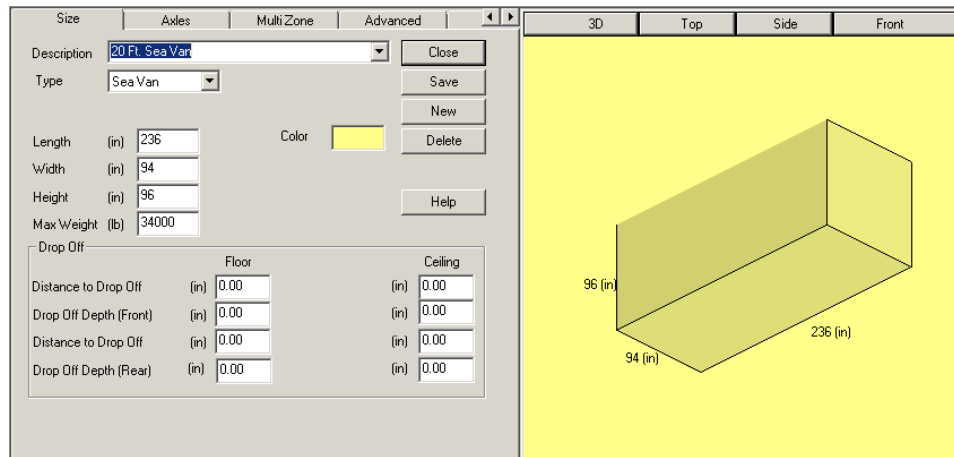 Size Axles Multi Zone Advanced
3D Top Side Front
Description 20 Ft. Sea Van Close
Type Sea Van Save
New
Length (in) 236 Color Delete
Width (in) 94
Height (in) 96 Help
Max Weight (lb) 34000
Drop Off
Floor Ceiling
Distance to Drop Off (in) 0.00 (in) 0.00
Drop Off Depth (Front) (in) 0.00 (in) 0.00
Distance to Drop Off (in) 0.00 (in) 0.00
Drop Off Depth (Rear) (in) 0.00 (in) 0.00
96 (in)
236 (in)
94 (in)